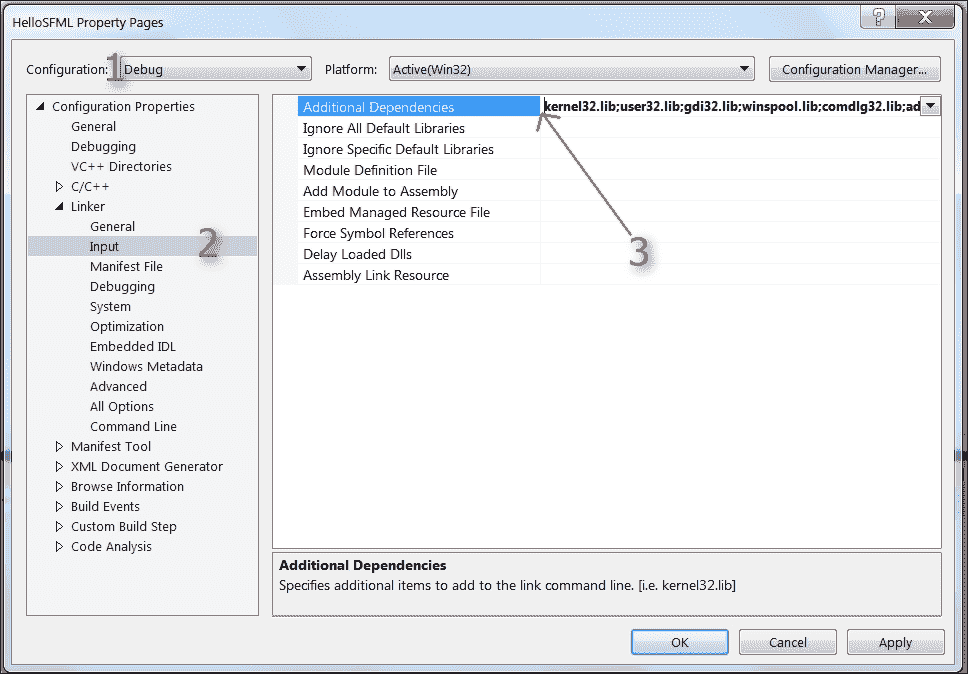 HelloSFML Property Pages
Configuration: 1 Debug Platform: Active(Win32) Configuration Manager...
Configuration Properties
General
Debugging
VC++ Directories
C/C++
Linker
General
Input 2
Manifest File
Debugging
System
Optimization
Embedded IDL
Windows Metadata
Advanced
All Options
Command Line
Manifest Tool
XML Document Generator
Browse Information
Build Events
Custom Build Step
Code Analysis
Additional Dependencies kernel32.lib;user32.lib;gdi32.lib;winspool.lib;comdlg32.lib;ad
Ignore All Default Libraries
Ignore Specific Default Libraries
Module Definition File
Add Module to Assembly
Embed Managed Resource File
Force Symbol References
Delay Loaded Dlls
Assembly Link Resource
3
Additional Dependencies
Specifies additional items to add to the link command line. [i.e. kernel32.lib]
OK Cancel Apply